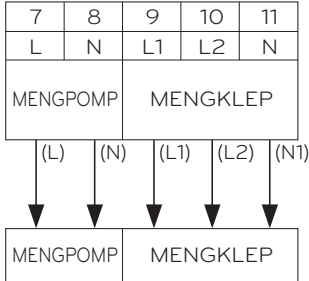 7 8 9 10 11
L N L1 L2 N
MENGPOMP MENGKLEP
(L) (N) (L1) (L2) (N1)
MENGPOMP MENGKLEP